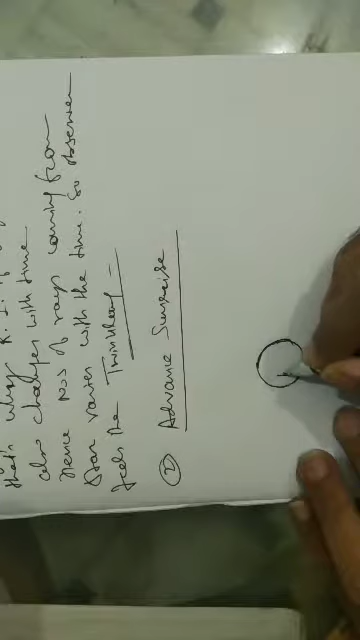 that's why R. I. of
also changes with time
Hence Nos of rays coming from
Star varies with the time. So observer
feels the Twinkling -
② Advance Sunrise